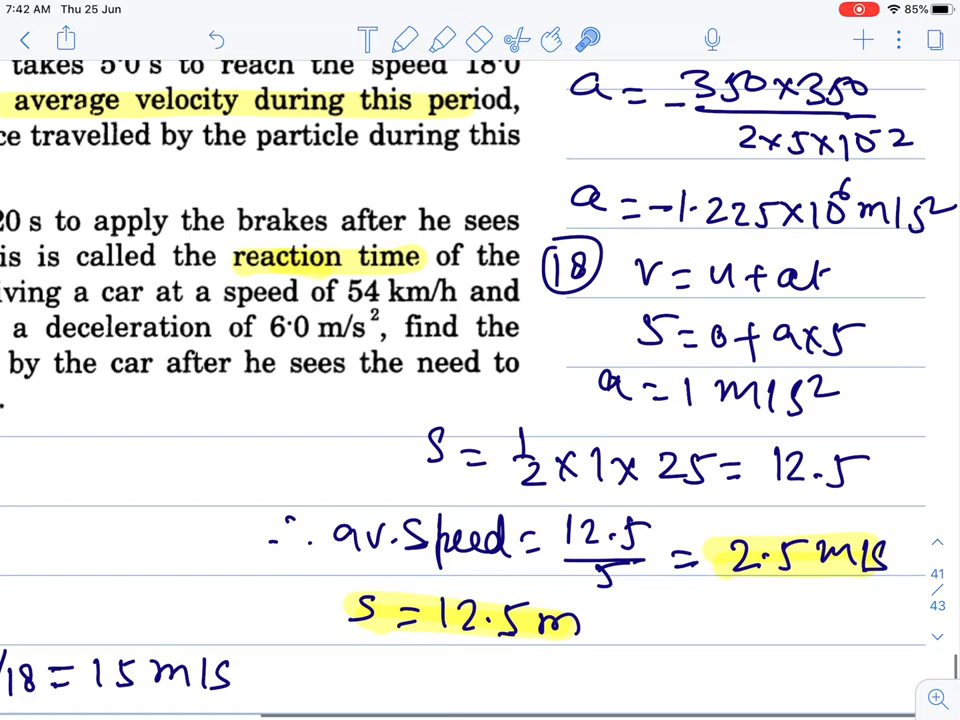 7:42 AM Thu 25 Jun
85%
takes 5·0 s to reach the speed 18·0
average velocity during this period,
ce travelled by the particle during this
20 s to apply the brakes after he sees
is is called the reaction time of the
iving a car at a speed of 54 km/h and
a deceleration of 6·0 m/s², find the
by the car after he sees the need to
.
a = -350×350
2×5×10-2
a = -1.225×10⁶ m/s²
18 v = u + at
5 = 0 + a×5
a = 1 m/s²
s = 1/2 × 1 × 25 = 12.5
∴ av. speed = 12.5/5 = 2.5 m/s
s = 12.5 m
/18 = 15 m/s
41
/
43